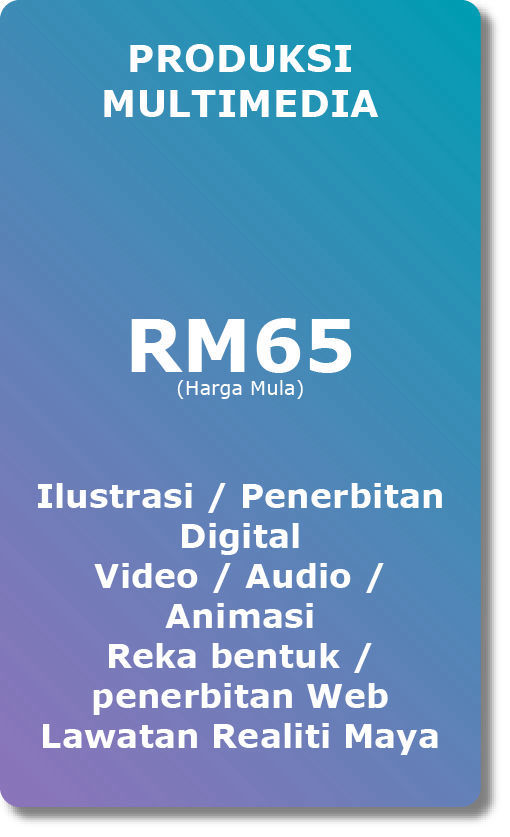 PRODUKSI
MULTIMEDIA
RM65
(Harga Mula)
Ilustrasi / Penerbitan
Digital
Video / Audio /
Animasi
Reka bentuk /
penerbitan Web
Lawatan Realiti Maya